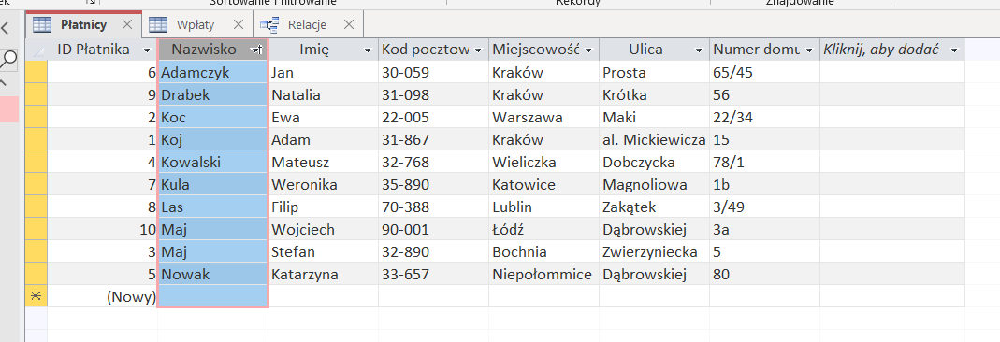 Sortowanie i filtrowanie Rekordy Znajdowanie
Płatnicy Wpłaty Relacje
ID Płatnika Nazwisko Imię Kod pocztow Miejscowość Ulica Numer domu Kliknij, aby dodać
6 Adamczyk Jan 30-059 Kraków Prosta 65/45
9 Drabek Natalia 31-098 Kraków Krótka 56
2 Koc Ewa 22-005 Warszawa Maki 22/34
1 Koj Adam 31-867 Kraków al. Mickiewicza 15
4 Kowalski Mateusz 32-768 Wieliczka Dobczycka 78/1
7 Kula Weronika 35-890 Katowice Magnoliowa 1b
8 Las Filip 70-388 Lublin Zakątek 3/49
10 Maj Wojciech 90-001 Łódź Dąbrowskiej 3a
3 Maj Stefan 32-890 Bochnia Zwierzyniecka 5
5 Nowak Katarzyna 33-657 Niepołommice Dąbrowskiej 80
(Nowy)